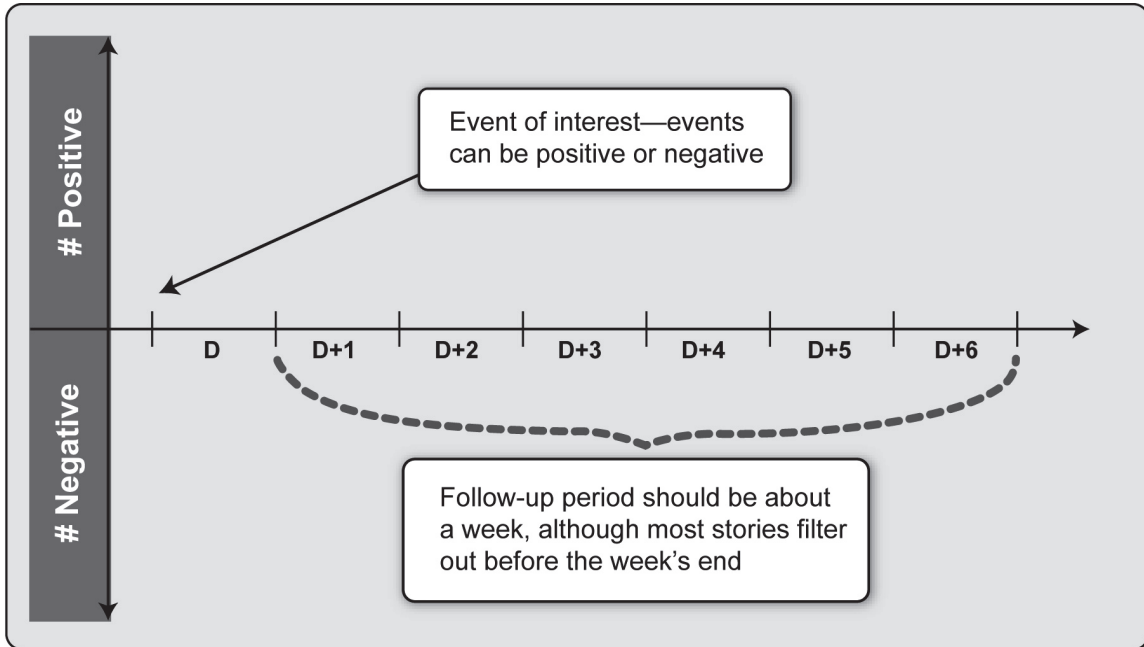 # Positive
Event of interest—events
can be positive or negative
D
D+1
D+2
D+3
D+4
D+5
D+6
# Negative
Follow-up period should be about
a week, although most stories filter
out before the week's end